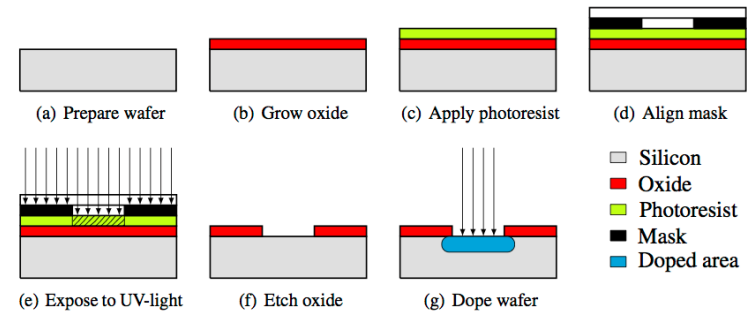 (a) Prepare wafer
(b) Grow oxide
(c) Apply photoresist
(d) Align mask
Silicon
Oxide
Photoresist
Mask
Doped area
(e) Expose to UV-light
(f) Etch oxide
(g) Dope wafer